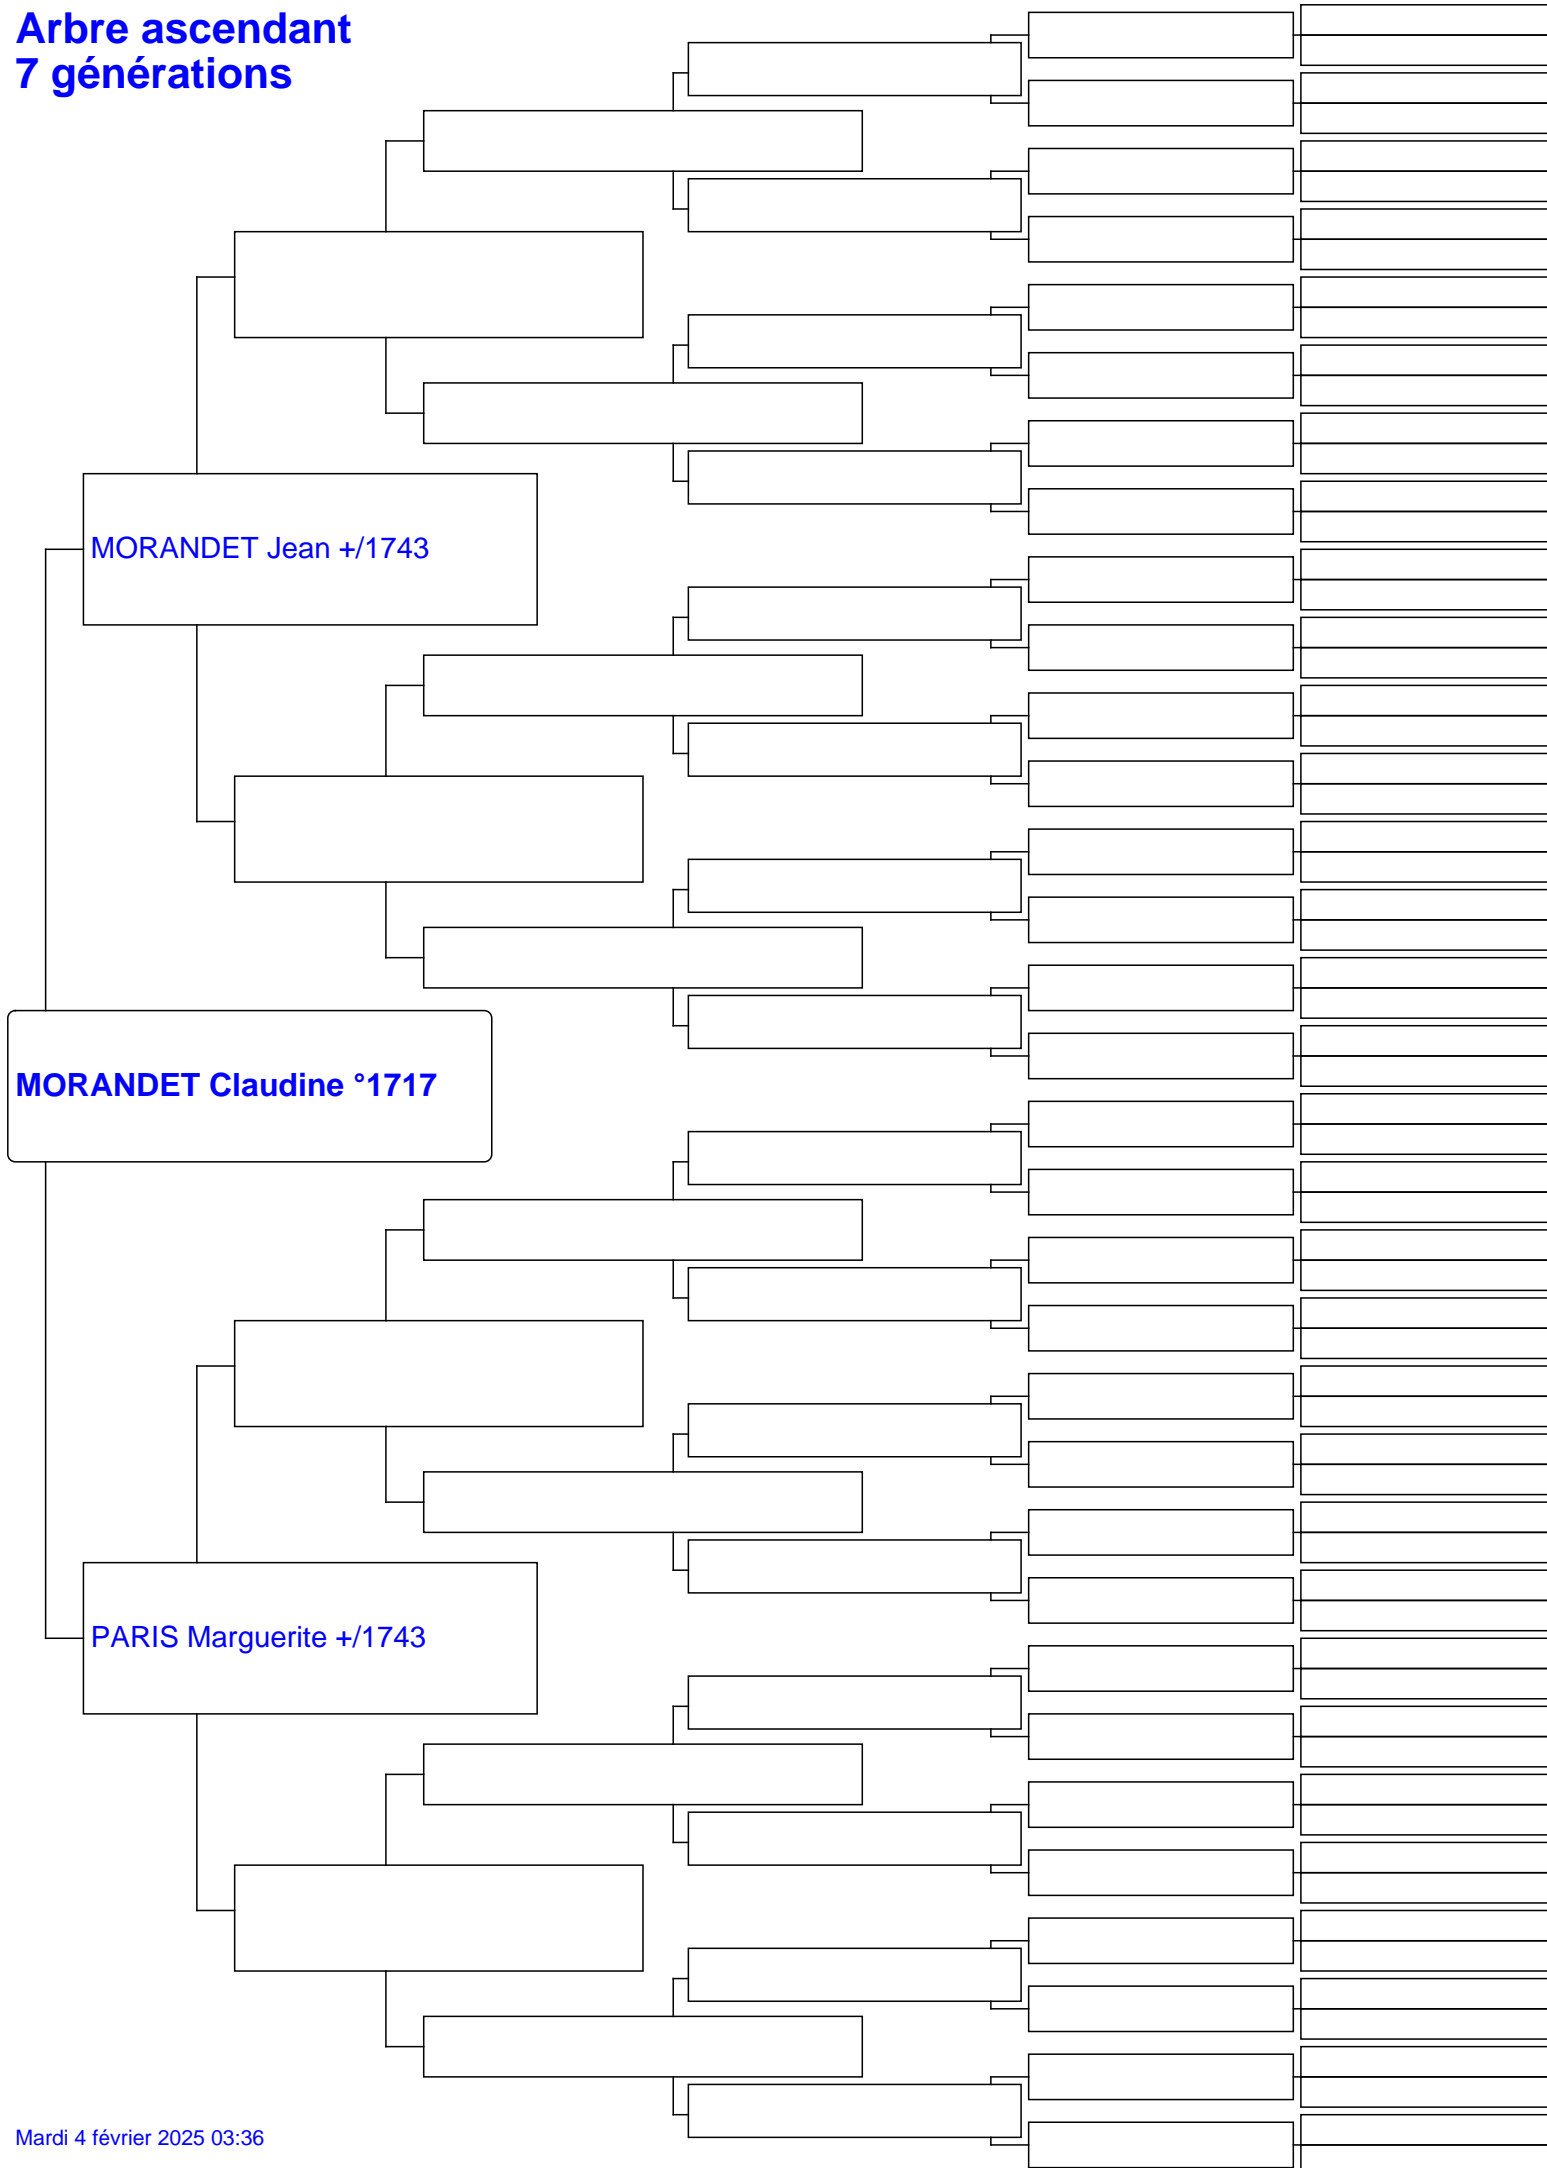 Arbre ascendant
7 générations
MORANDET Jean +/1743
MORANDET Claudine °1717
PARIS Marguerite +/1743
Mardi 4 février 2025 03:36